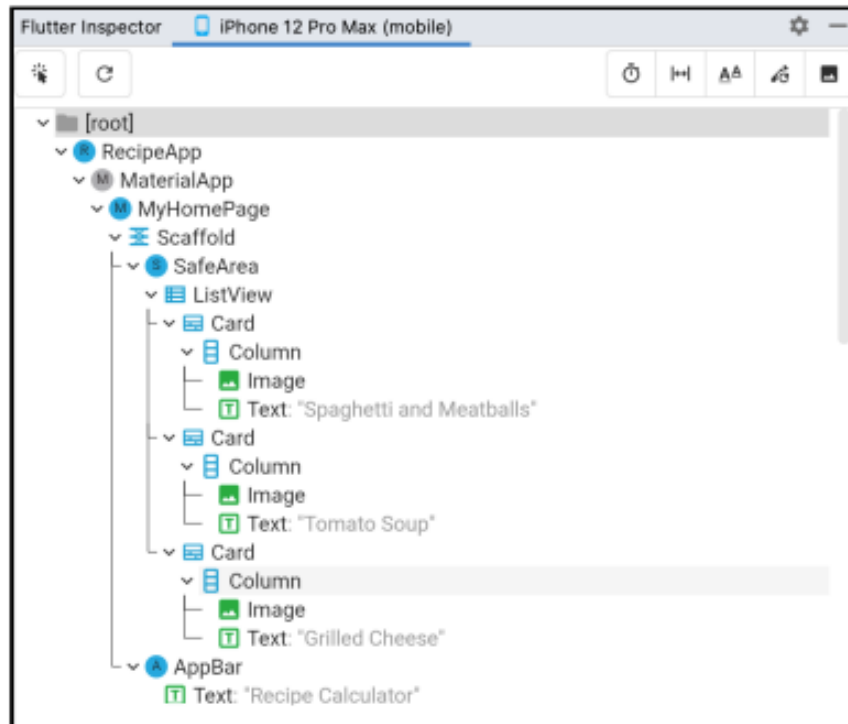 Flutter Inspector iPhone 12 Pro Max (mobile)
[root]
R RecipeApp
M MaterialApp
M MyHomePage
Scaffold
S SafeArea
ListView
Card
Column
Image
T Text: "Spaghetti and Meatballs"
Card
Column
Image
T Text: "Tomato Soup"
Card
Column
Image
T Text: "Grilled Cheese"
A AppBar
T Text: "Recipe Calculator"